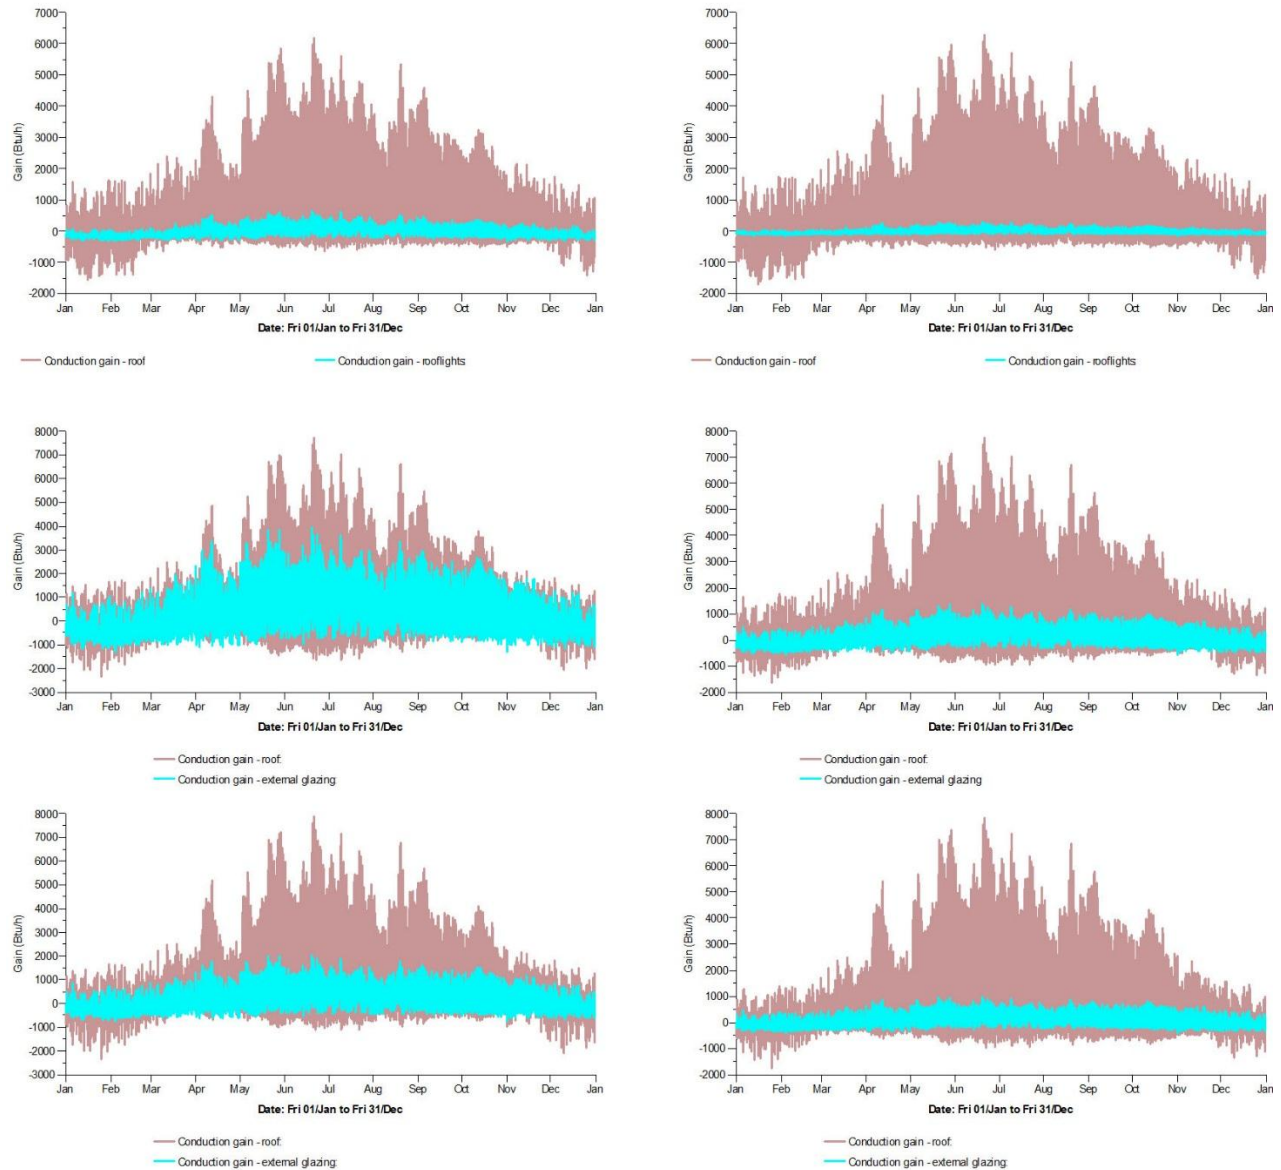 7000
6000
5000
4000
3000
2000
1000
0
-1000
-2000
Gain (Btu/h)
Jan Feb Mar Apr May Jun Jul Aug Sep Oct Nov Dec Jan
Date: Fri 01/Jan to Fri 31/Dec
Conduction gain - roof Conduction gain - rooflights
7000
6000
5000
4000
3000
2000
1000
0
-1000
-2000
Gain (Btu/h)
Jan Feb Mar Apr May Jun Jul Aug Sep Oct Nov Dec Jan
Date: Fri 01/Jan to Fri 31/Dec
Conduction gain - roof Conduction gain - rooflights
8000
7000
6000
5000
4000
3000
2000
1000
0
-1000
-2000
-3000
Gain (Btu/h)
Jan Feb Mar Apr May Jun Jul Aug Sep Oct Nov Dec Jan
Date: Fri 01/Jan to Fri 31/Dec
Conduction gain - roof:
Conduction gain - external glazing:
8000
7000
6000
5000
4000
3000
2000
1000
0
-1000
-2000
Gain (Btu/h)
Jan Feb Mar Apr May Jun Jul Aug Sep Oct Nov Dec Jan
Date: Fri 01/Jan to Fri 31/Dec
Conduction gain - roof:
Conduction gain - external glazing
8000
7000
6000
5000
4000
3000
2000
1000
0
-1000
-2000
-3000
Gain (Btu/h)
Jan Feb Mar Apr May Jun Jul Aug Sep Oct Nov Dec Jan
Date: Fri 01/Jan to Fri 31/Dec
Conduction gain - roof:
Conduction gain - external glazing:
8000
7000
6000
5000
4000
3000
2000
1000
0
-1000
-2000
Gain (Btu/h)
Jan Feb Mar Apr May Jun Jul Aug Sep Oct Nov Dec Jan
Date: Fri 01/Jan to Fri 31/Dec
Conduction gain - roof:
Conduction gain - external glazing: